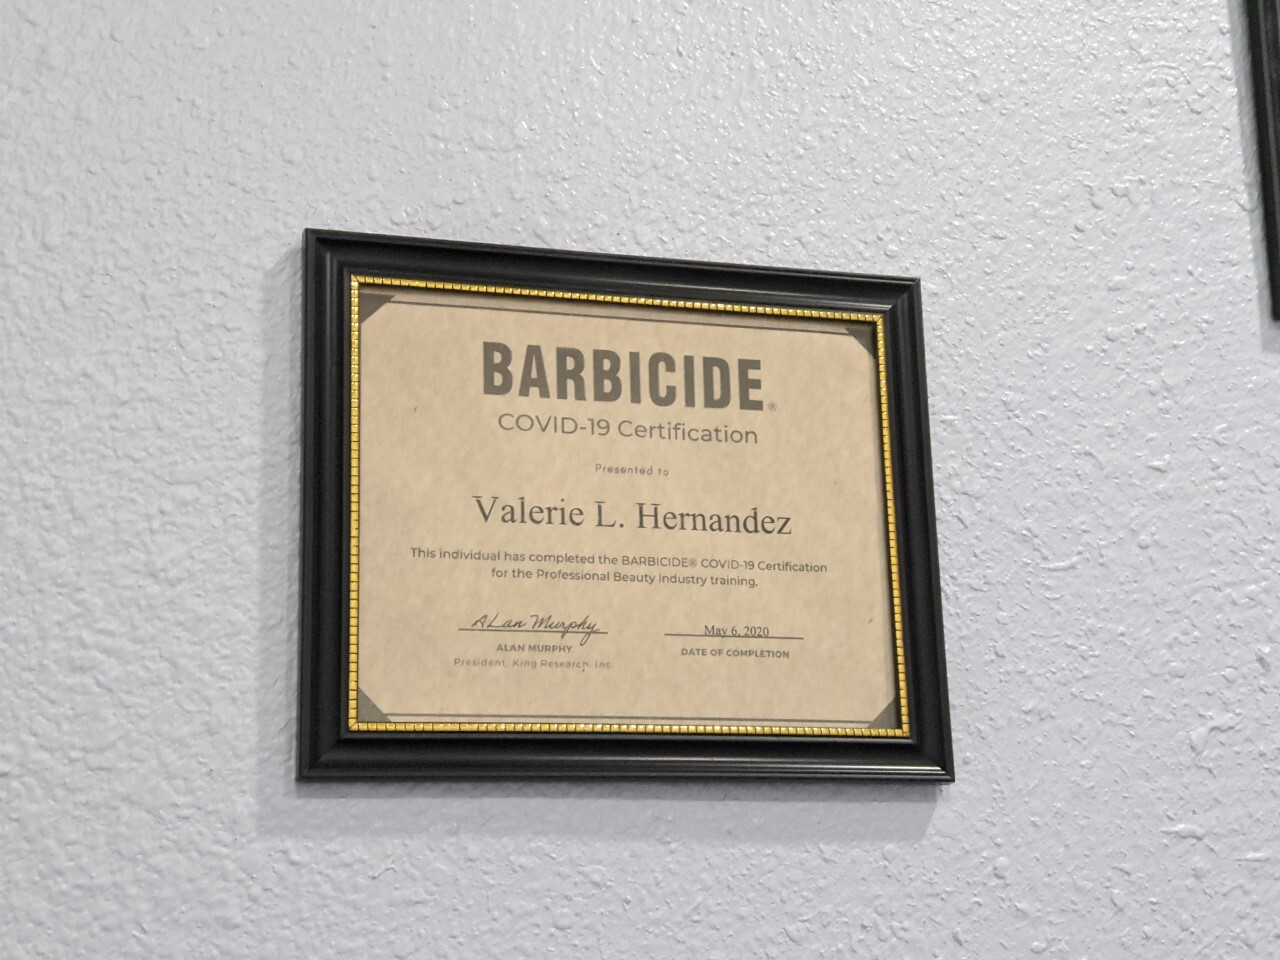 BARBICIDE®
COVID-19 Certification
Presented to
Valerie L. Hernandez
This individual has completed the BARBICIDE® COVID-19 Certification
for the Professional Beauty Industry training.
ALan Murphy
May 6, 2020
ALAN MURPHY
DATE OF COMPLETION
President, King Research, Inc.